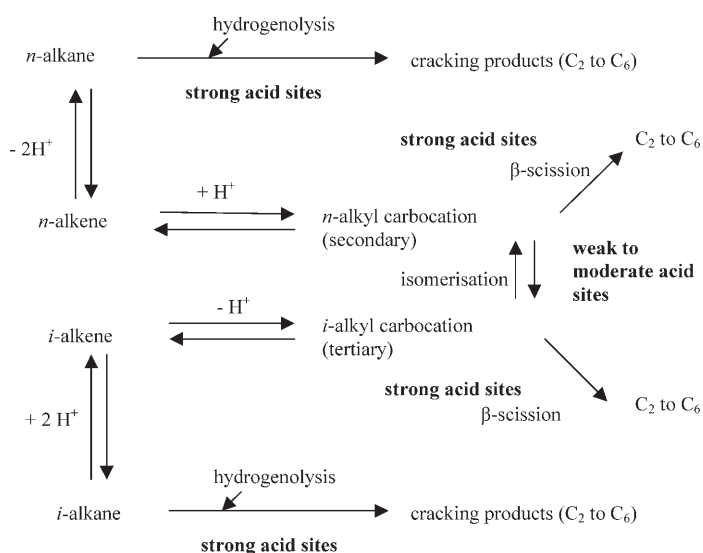 hydrogenolysis
n-alkane
cracking products (C2 to C6)
strong acid sites
strong acid sites
C2 to C6
- 2H+
β-scission
+ H+
n-alkene
n-alkyl carbocation
(secondary)
weak to
moderate acid
sites
isomerisation
- H+
i-alkene
i-alkyl carbocation
(tertiary)
strong acid sites
β-scission
C2 to C6
+ 2 H+
hydrogenolysis
i-alkane
cracking products (C2 to C6)
strong acid sites